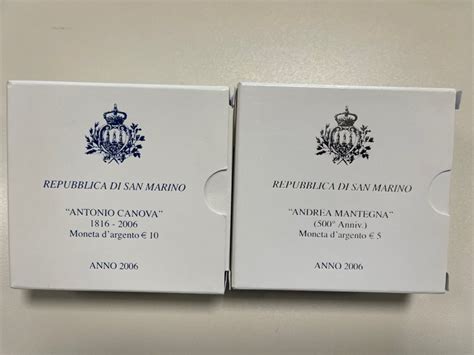 REPUBBLICA DI SAN MARINO
"ANTONIO CANOVA"
1816 - 2006
Moneta d'argento € 10
ANNO 2006
REPUBBLICA DI SAN MARINO
"ANDREA MANTEGNA"
(500° Anniv.)
Moneta d'argento € 5
ANNO 2006